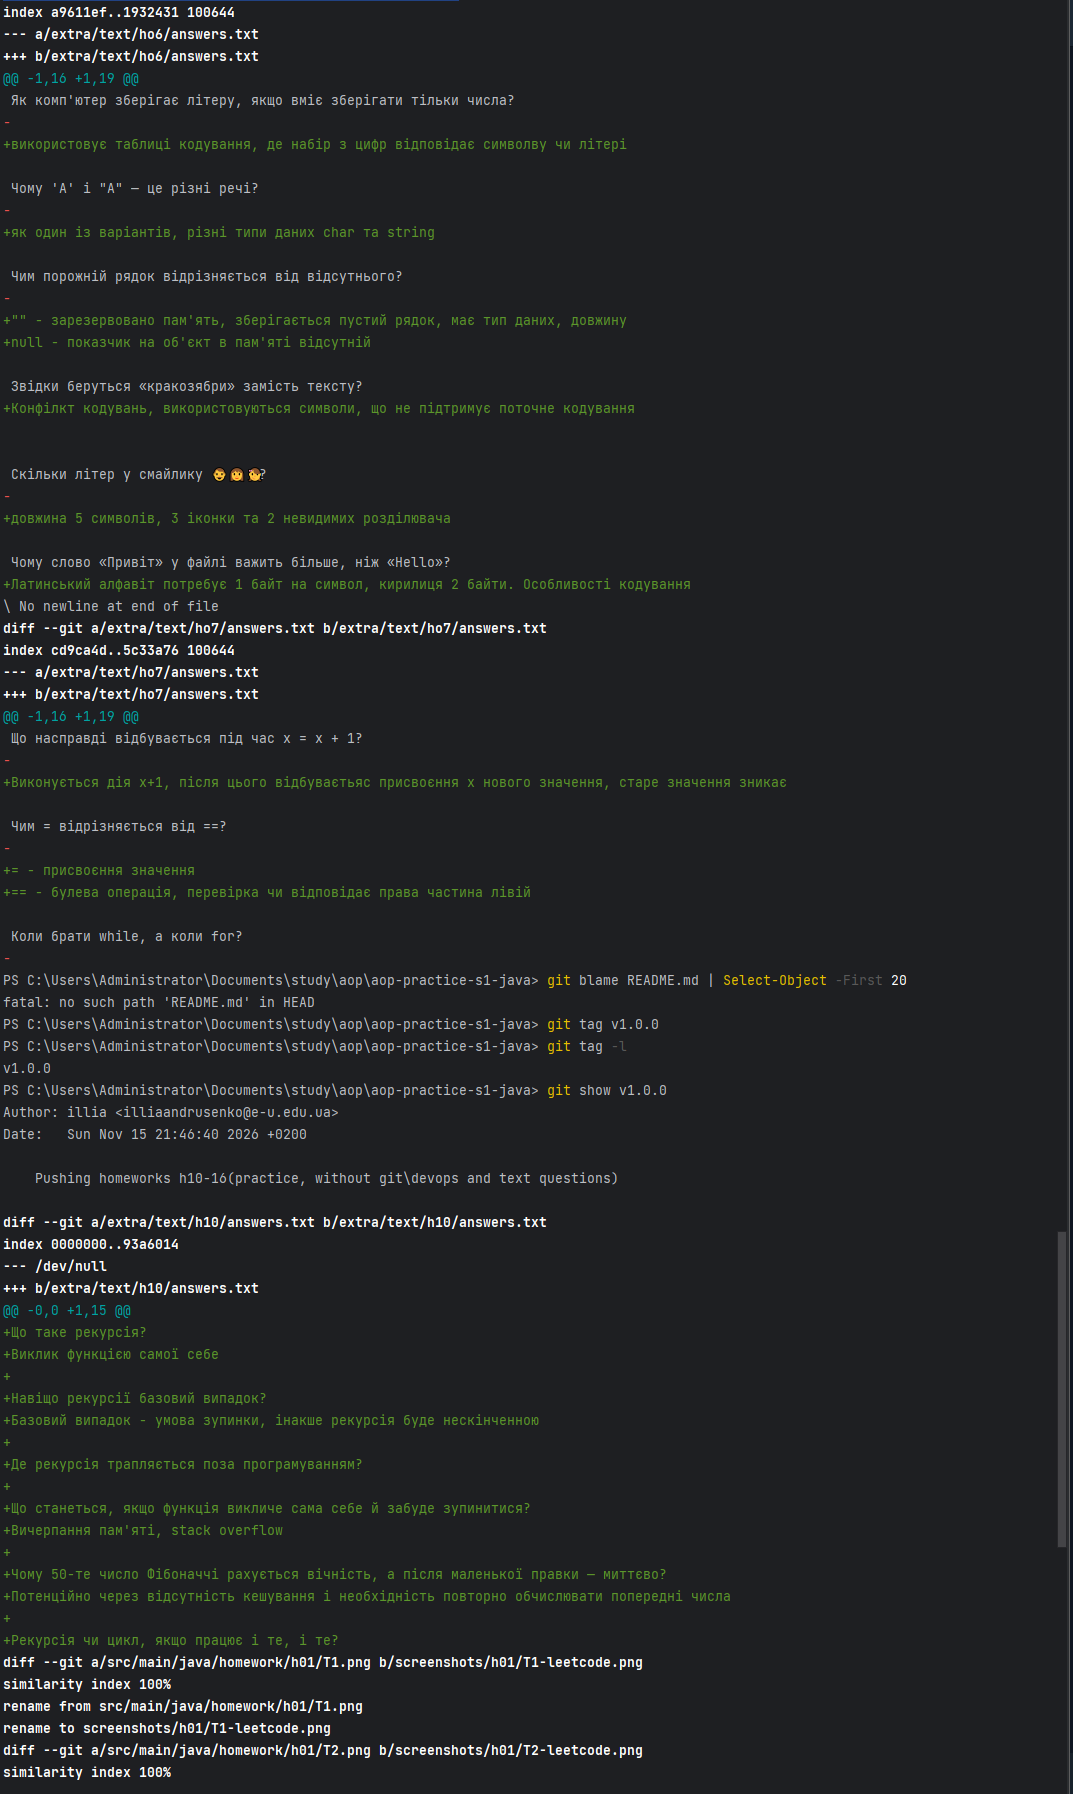 index a9611ef..1932431 100644
--- a/extra/text/ho6/answers.txt
+++ b/extra/text/ho6/answers.txt
@@ -1,16 +1,19 @@
 Як комп'ютер зберігає літеру, якщо вміє зберігати тільки числа?
-
+використовує таблиці кодування, де набір з цифр відповідає символву чи літері

 Чому 'A' і "A" — це різні речі?
-
+як один із варіантів, різні типи даних char та string

 Чим порожній рядок відрізняється від відсутнього?
-
+"" - зарезервовано пам'ять, зберігається пустий рядок, має тип даних, довжину
+null - показчик на об'єкт в пам'яті відсутній

 Звідки беруться «кракозябри» замість тексту?
+Конфілкт кодувань, використовуються символи, що не підтримує поточне кодування


 Скільки літер у смайлику 👨👩👧?
-
+довжина 5 символів, 3 іконки та 2 невидимих розділювача

 Чому слово «Привіт» у файлі важить більше, ніж «Hello»?
+Латинський алфавіт потребує 1 байт на символ, кирилиця 2 байти. Особливості кодування
\ No newline at end of file
diff --git a/extra/text/ho7/answers.txt b/extra/text/ho7/answers.txt
index cd9ca4d..5c33a76 100644
--- a/extra/text/ho7/answers.txt
+++ b/extra/text/ho7/answers.txt
@@ -1,16 +1,19 @@
 Що насправді відбувається під час x = x + 1?
-
+Виконується дія x+1, після цього відбуваєтьяс присвоєння x нового значення, старе значення зникає

 Чим = відрізняється від ==?
-
+= - присвоєння значення
+== - булева операція, перевірка чи відповідає права частина лівій

 Коли брати while, а коли for?
-
PS C:\Users\Administrator\Documents\study\aop\aop-practice-s1-java> git blame README.md | Select-Object -First 20
fatal: no such path 'README.md' in HEAD
PS C:\Users\Administrator\Documents\study\aop\aop-practice-s1-java> git tag v1.0.0
PS C:\Users\Administrator\Documents\study\aop\aop-practice-s1-java> git tag -l
v1.0.0
PS C:\Users\Administrator\Documents\study\aop\aop-practice-s1-java> git show v1.0.0
Author: illia <illiaandrusenko@e-u.edu.ua>
Date:   Sun Nov 15 21:46:40 2026 +0200

    Pushing homeworks h10-16(practice, without git\devops and text questions)

diff --git a/extra/text/h10/answers.txt b/extra/text/h10/answers.txt
index 0000000..93a6014
--- /dev/null
+++ b/extra/text/h10/answers.txt
@@ -0,0 +1,15 @@
+Що таке рекурсія?
+Виклик функцією самої себе
+
+Навіщо рекурсії базовий випадок?
+Базовий випадок - умова зупинки, інакше рекурсія буде нескінченною
+
+Де рекурсія трапляється поза програмуванням?
+
+Що станеться, якщо функція викличе сама себе й забуде зупинитися?
+Вичерпання пам'яті, stack overflow
+
+Чому 50-те число Фібоначчі рахується вічність, а після маленької правки — миттєво?
+Потенційно через відсутність кешування і необхідність повторно обчислювати попередні числа
+
+Рекурсія чи цикл, якщо працює і те, і те?
diff --git a/src/main/java/homework/h01/T1.png b/screenshots/h01/T1-leetcode.png
similarity index 100%
rename from src/main/java/homework/h01/T1.png
rename to screenshots/h01/T1-leetcode.png
diff --git a/src/main/java/homework/h01/T2.png b/screenshots/h01/T2-leetcode.png
similarity index 100%